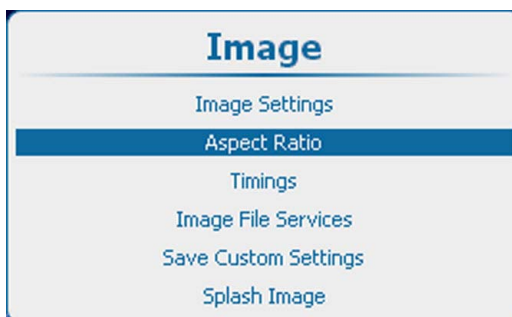 Image
Image Settings
Aspect Ratio
Timings
Image File Services
Save Custom Settings
Splash Image